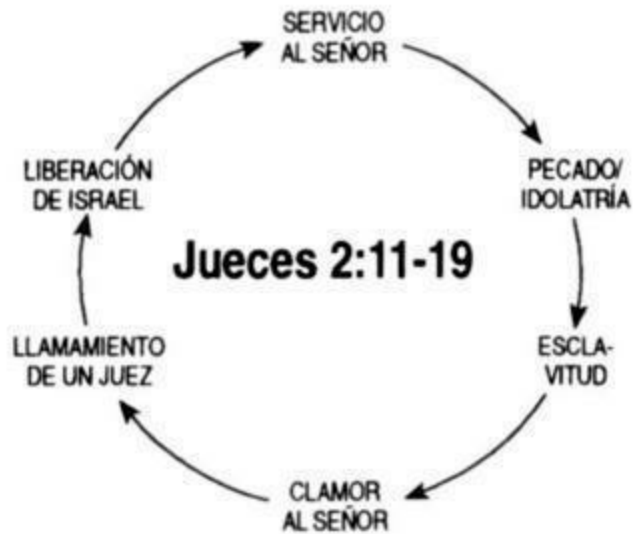 SERVICIO
AL SEÑOR
PECADO/
IDOLATRÍA
ESCLA-
VITUD
CLAMOR
AL SEÑOR
LLAMAMIENTO
DE UN JUEZ
LIBERACIÓN
DE ISRAEL
Jueces 2:11-19